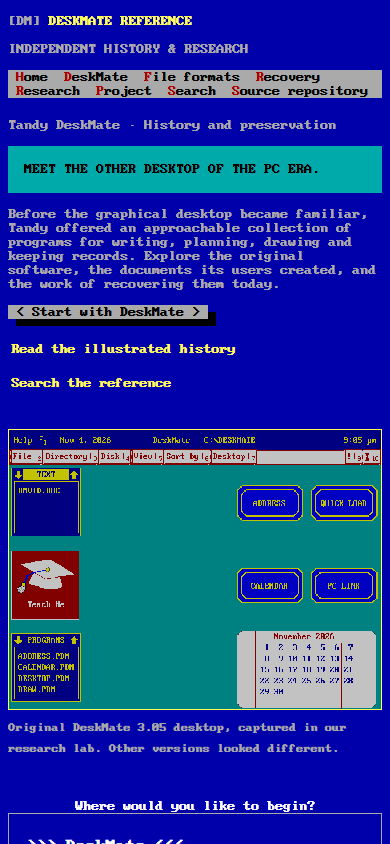 [DM] DESKMATE REFERENCE
INDEPENDENT HISTORY & RESEARCH
Home DeskMate File formats Recovery
Research Project Search Source repository
Tandy DeskMate - History and preservation
MEET THE OTHER DESKTOP OF THE PC ERA.
Before the graphical desktop became familiar,
Tandy offered an approachable collection of
programs for writing, planning, drawing and
keeping records. Explore the original
software, the documents its users created, and
the work of recovering them today.
< Start with DeskMate >
Read the illustrated history
Search the reference
Help F1 Nov 4, 2026 DeskMate C:\DESKMATE 9:05 pm
File Directory Disk View Sort by Desktop
TEXT
ADDRESS QUICK LOAD
Teach Me
CALENDAR PC LINK
PROGRAMS
ADDRESS.PDM
CALENDAR.PDM
DESKTOP.PDM
DRAW.PDM
November 2026
1 2 3 4 5 6 7
8 9 10 11 12 13 14
15 16 17 18 19 20 21
22 23 24 25 26 27 28
29 30
Original DeskMate 3.05 desktop, captured in our
research lab. Other versions looked different.
Where would you like to begin?
>>> DeskMate <<<